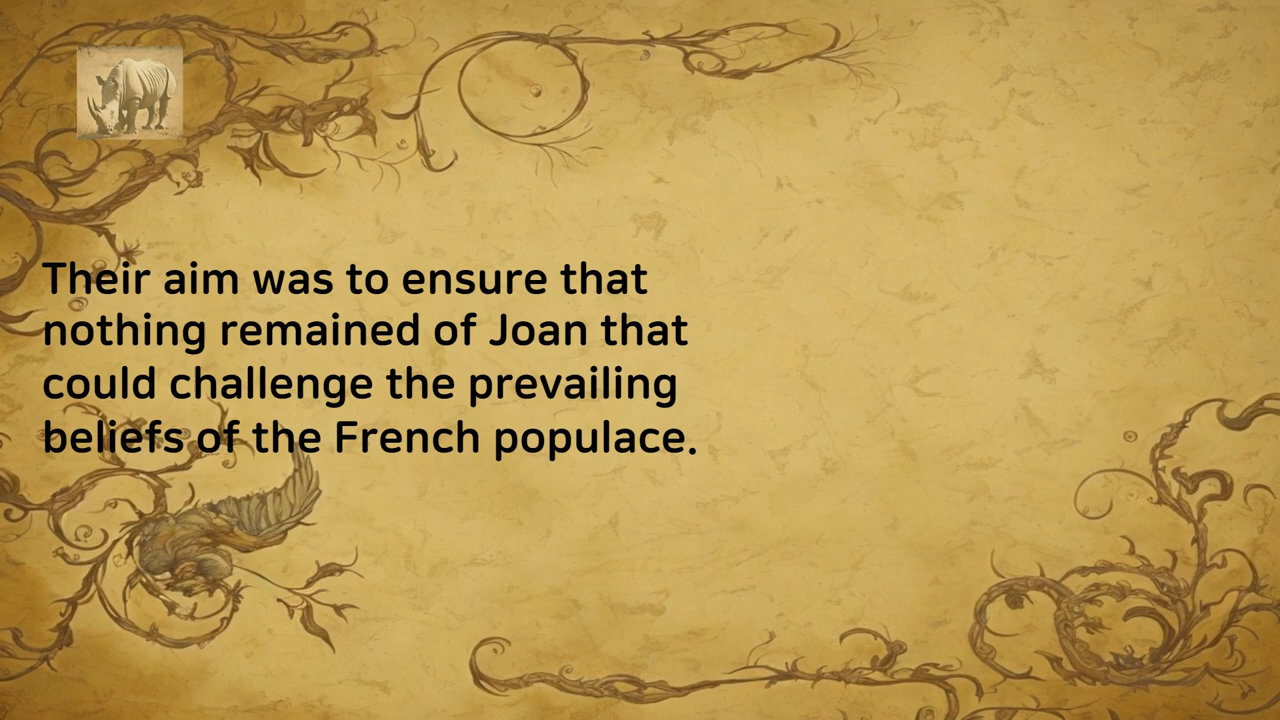 Their aim was to ensure that
nothing remained of Joan that
could challenge the prevailing
beliefs of the French populace.